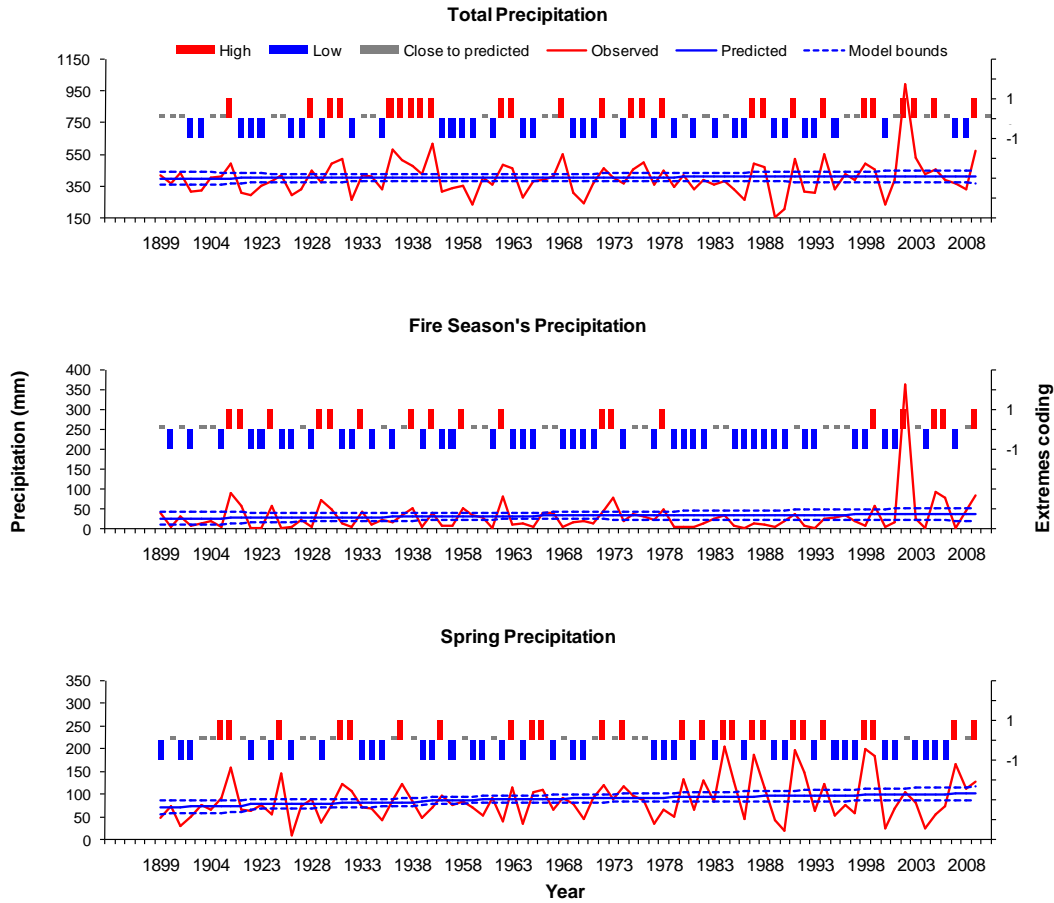 Total Precipitation
High Low Close to predicted Observed Predicted Model bounds
1150
950
750
550
350
150
1
-1
1899 1904 1923 1928 1933 1938 1958 1963 1968 1973 1978 1983 1988 1993 1998 2003 2008
Fire Season's Precipitation
Precipitation (mm)
400
350
300
250
200
150
100
50
0
1
-1
Extremes coding
1899 1904 1923 1928 1933 1938 1958 1963 1968 1973 1978 1983 1988 1993 1998 2003 2008
Spring Precipitation
350
300
250
200
150
100
50
0
1
-1
1899 1904 1923 1928 1933 1938 1958 1963 1968 1973 1978 1983 1988 1993 1998 2003 2008
Year